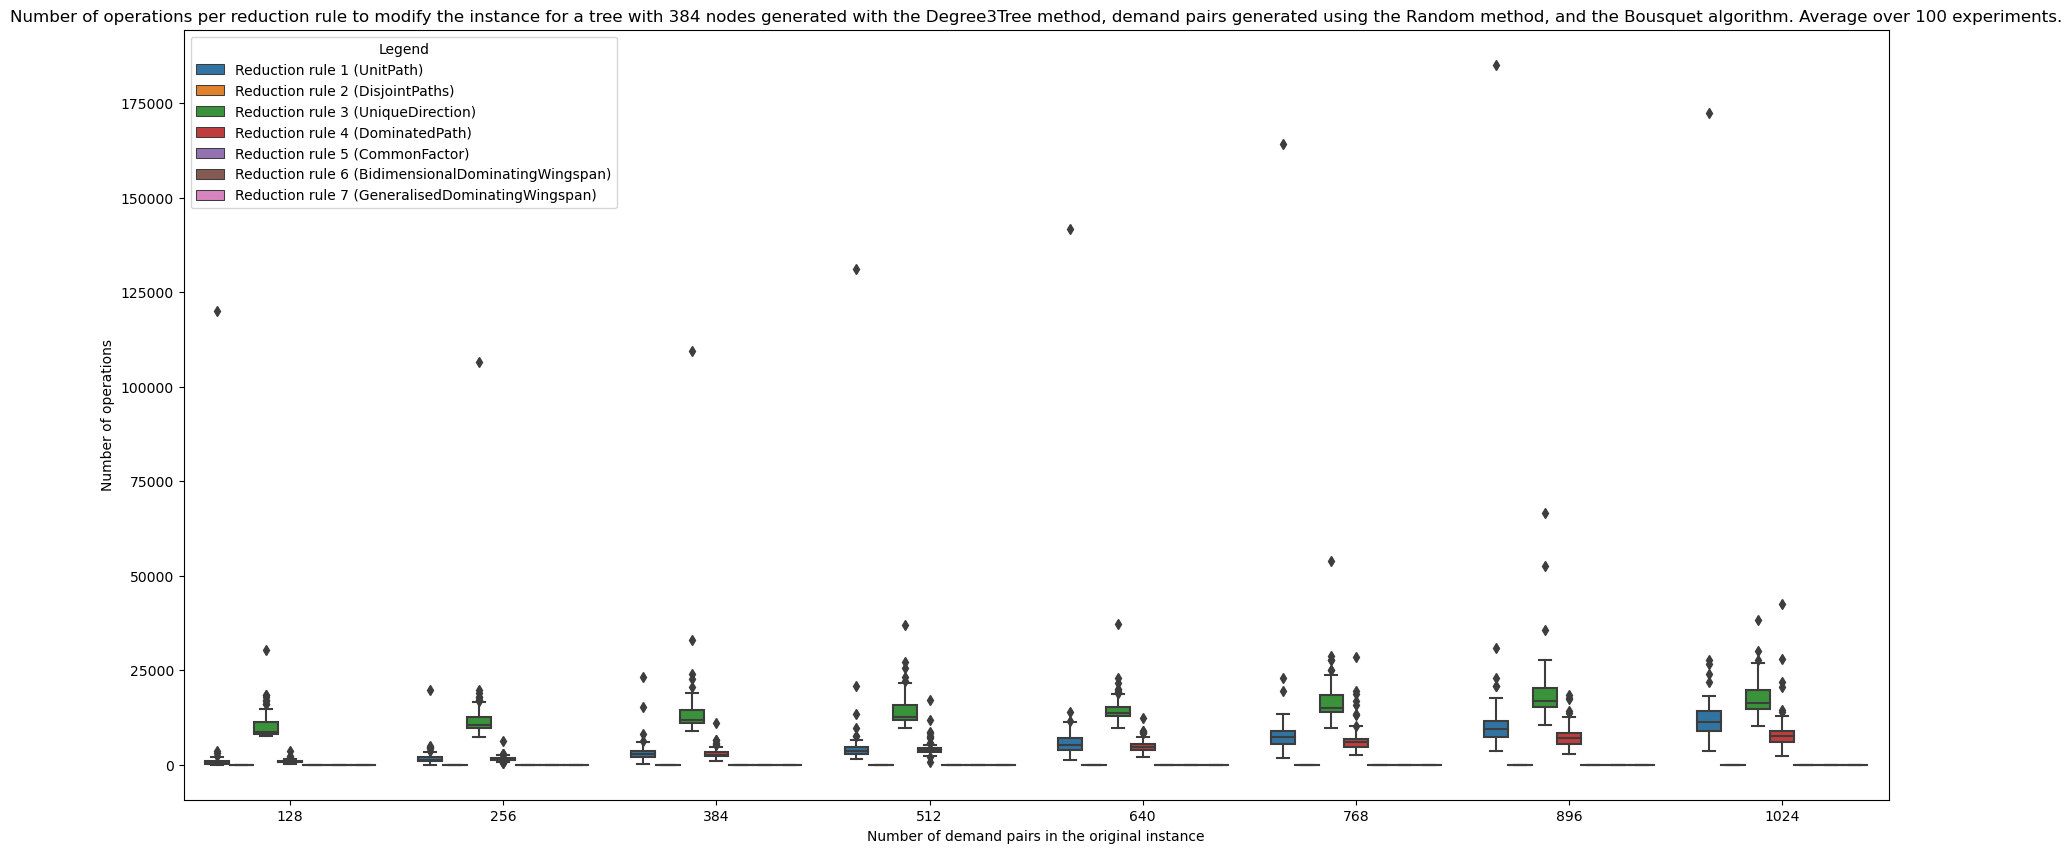 Number of operations per reduction rule to modify the instance for a tree with 384 nodes generated with the Degree3Tree method, demand pairs generated using the Random method, and the Bousquet algorithm. Average over 100 experiments.
Legend
Reduction rule 1 (UnitPath)
Reduction rule 2 (DisjointPaths)
Reduction rule 3 (UniqueDirection)
Reduction rule 4 (DominatedPath)
Reduction rule 5 (CommonFactor)
Reduction rule 6 (BidimensionalDominatingWingspan)
Reduction rule 7 (GeneralisedDominatingWingspan)
Number of operations
175000
150000
125000
100000
75000
50000
25000
0
128 256 384 512 640 768 896 1024
Number of demand pairs in the original instance